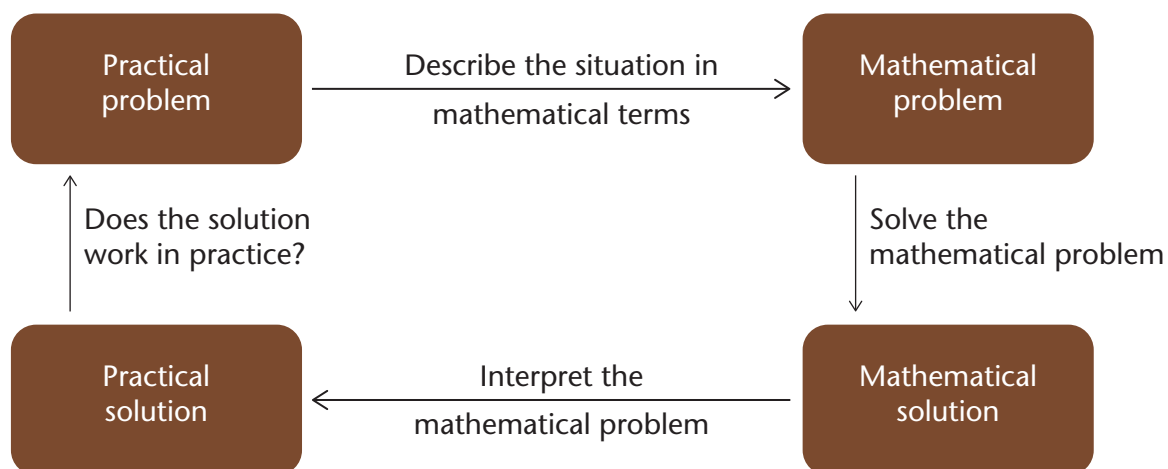 Practical
problem
Describe the situation in
mathematical terms
Mathematical
problem
Does the solution
work in practice?
Solve the
mathematical problem
Practical
solution
Interpret the
mathematical problem
Mathematical
solution